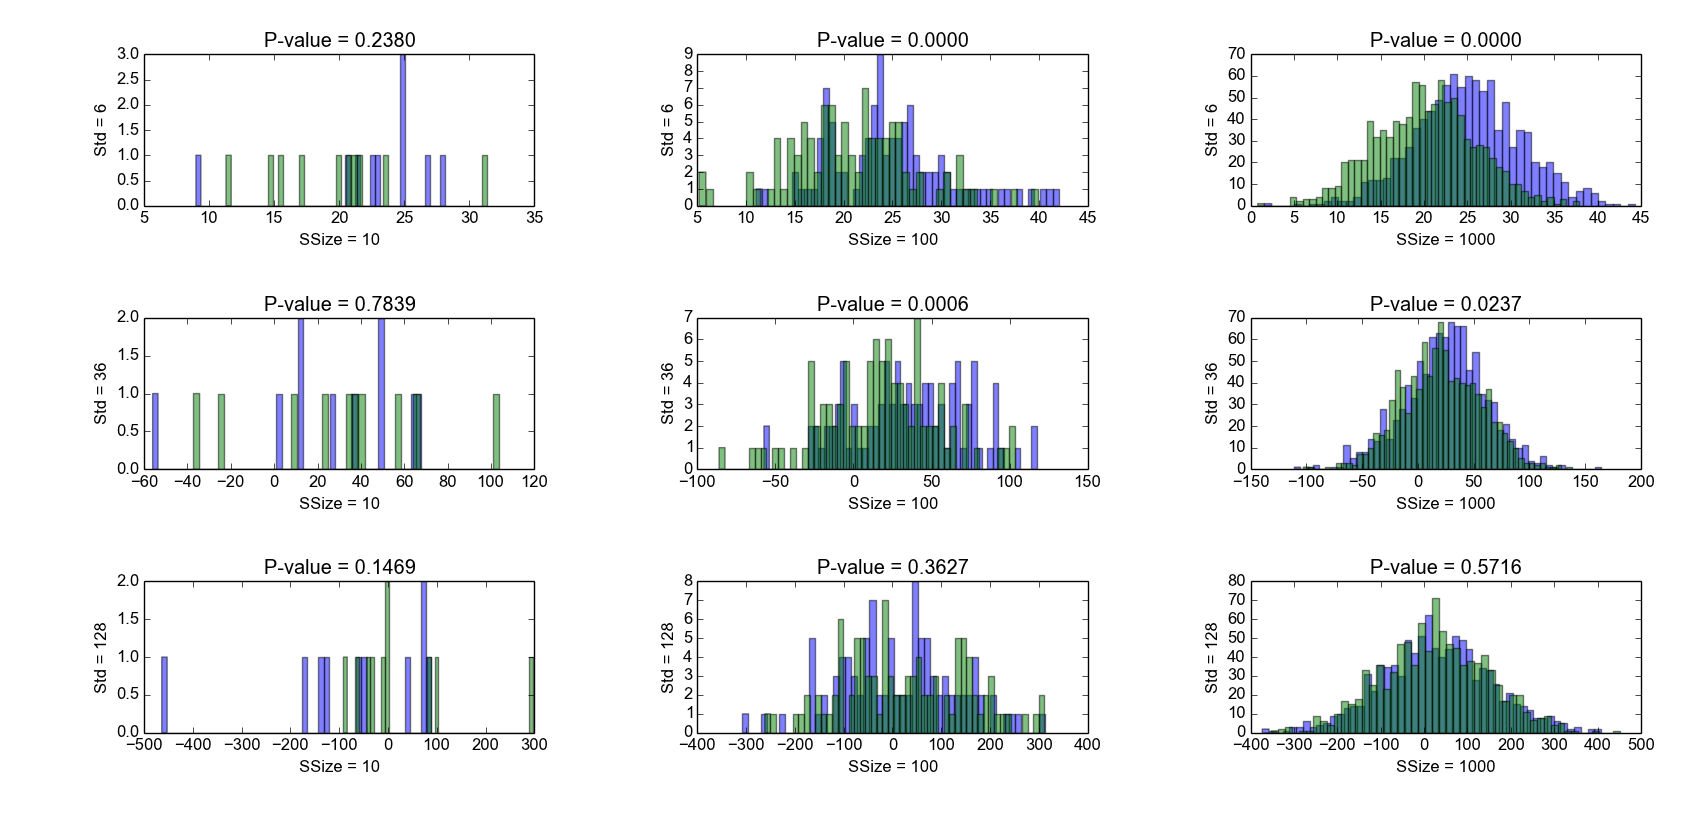 P-value = 0.2380
3.0
2.5
2.0
1.5
1.0
0.5
0.0
Std = 6
5 10 15 20 25 30 35
SSize = 10
P-value = 0.0000
9
8
7
6
5
4
3
2
1
0
Std = 6
5 10 15 20 25 30 35 40 45
SSize = 100
P-value = 0.0000
70
60
50
40
30
20
10
0
Std = 6
0 5 10 15 20 25 30 35 40 45
SSize = 1000
P-value = 0.7839
2.0
1.5
1.0
0.5
0.0
Std = 36
−60 −40 −20 0 20 40 60 80 100 120
SSize = 10
P-value = 0.0006
7
6
5
4
3
2
1
0
Std = 36
−100 −50 0 50 100 150
SSize = 100
P-value = 0.0237
70
60
50
40
30
20
10
0
Std = 36
−150 −100 −50 0 50 100 150 200
SSize = 1000
P-value = 0.1469
2.0
1.5
1.0
0.5
0.0
Std = 128
−500 −400 −300 −200 −100 0 100 200 300
SSize = 10
P-value = 0.3627
8
7
6
5
4
3
2
1
0
Std = 128
−400 −300 −200 −100 0 100 200 300 400
SSize = 100
P-value = 0.5716
80
70
60
50
40
30
20
10
0
Std = 128
−400 −300 −200 −100 0 100 200 300 400 500
SSize = 1000